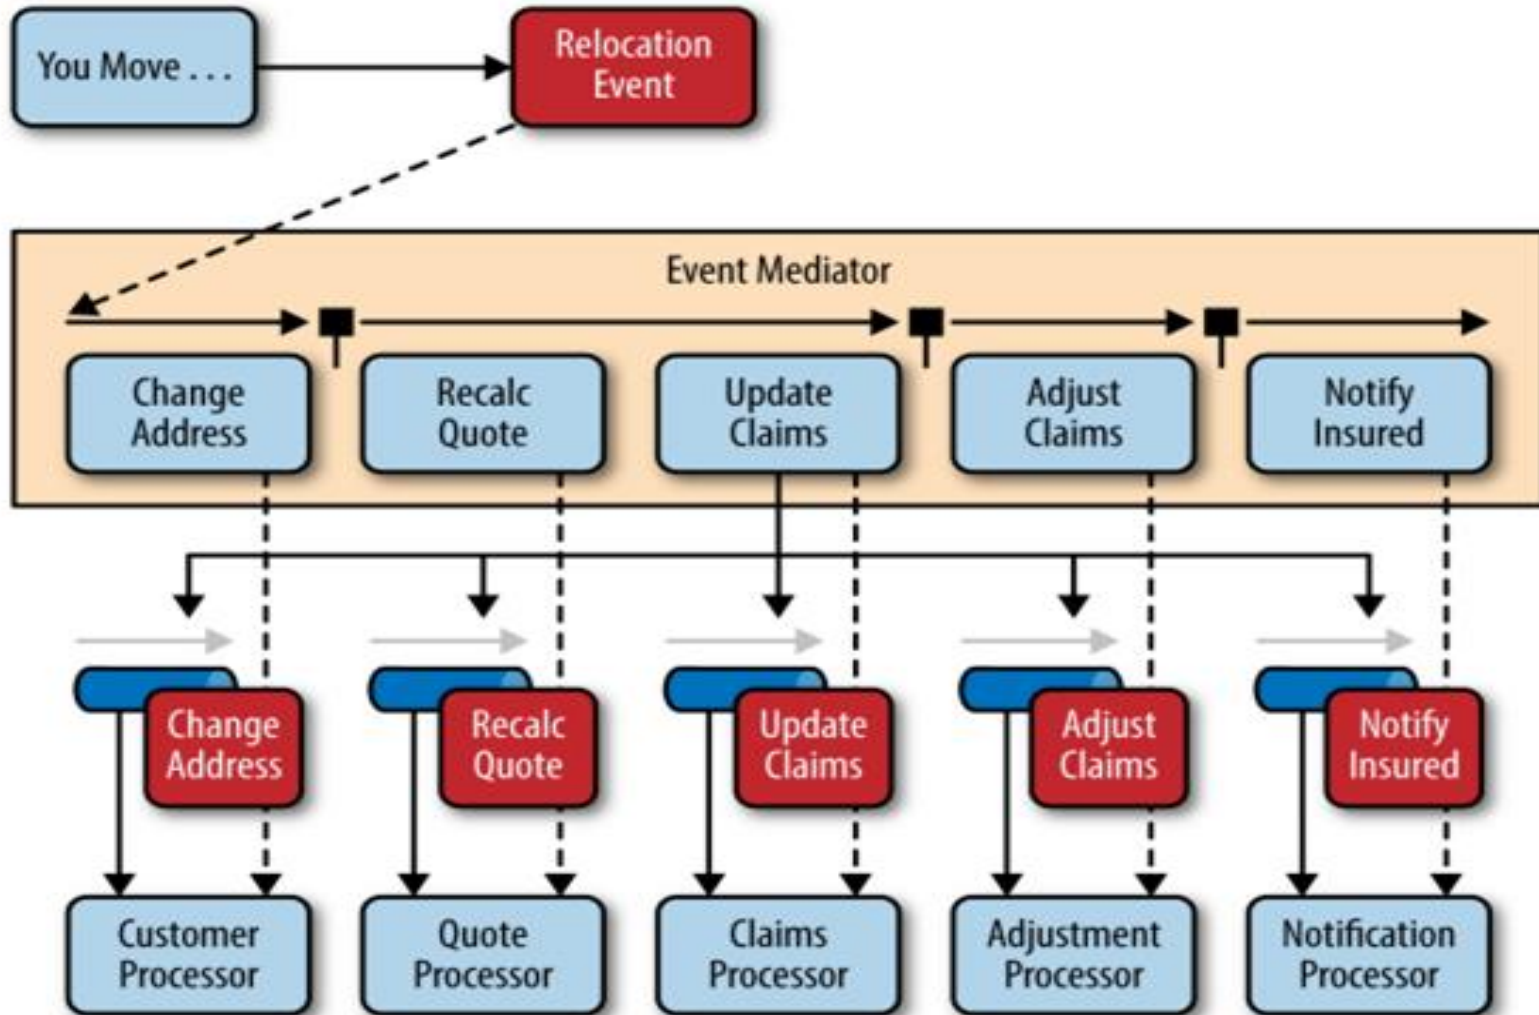 You Move . . .
Relocation
Event
Event Mediator
Change
Address
Recalc
Quote
Update
Claims
Adjust
Claims
Notify
Insured
Change
Address
Recalc
Quote
Update
Claims
Adjust
Claims
Notify
Insured
Customer
Processor
Quote
Processor
Claims
Processor
Adjustment
Processor
Notification
Processor